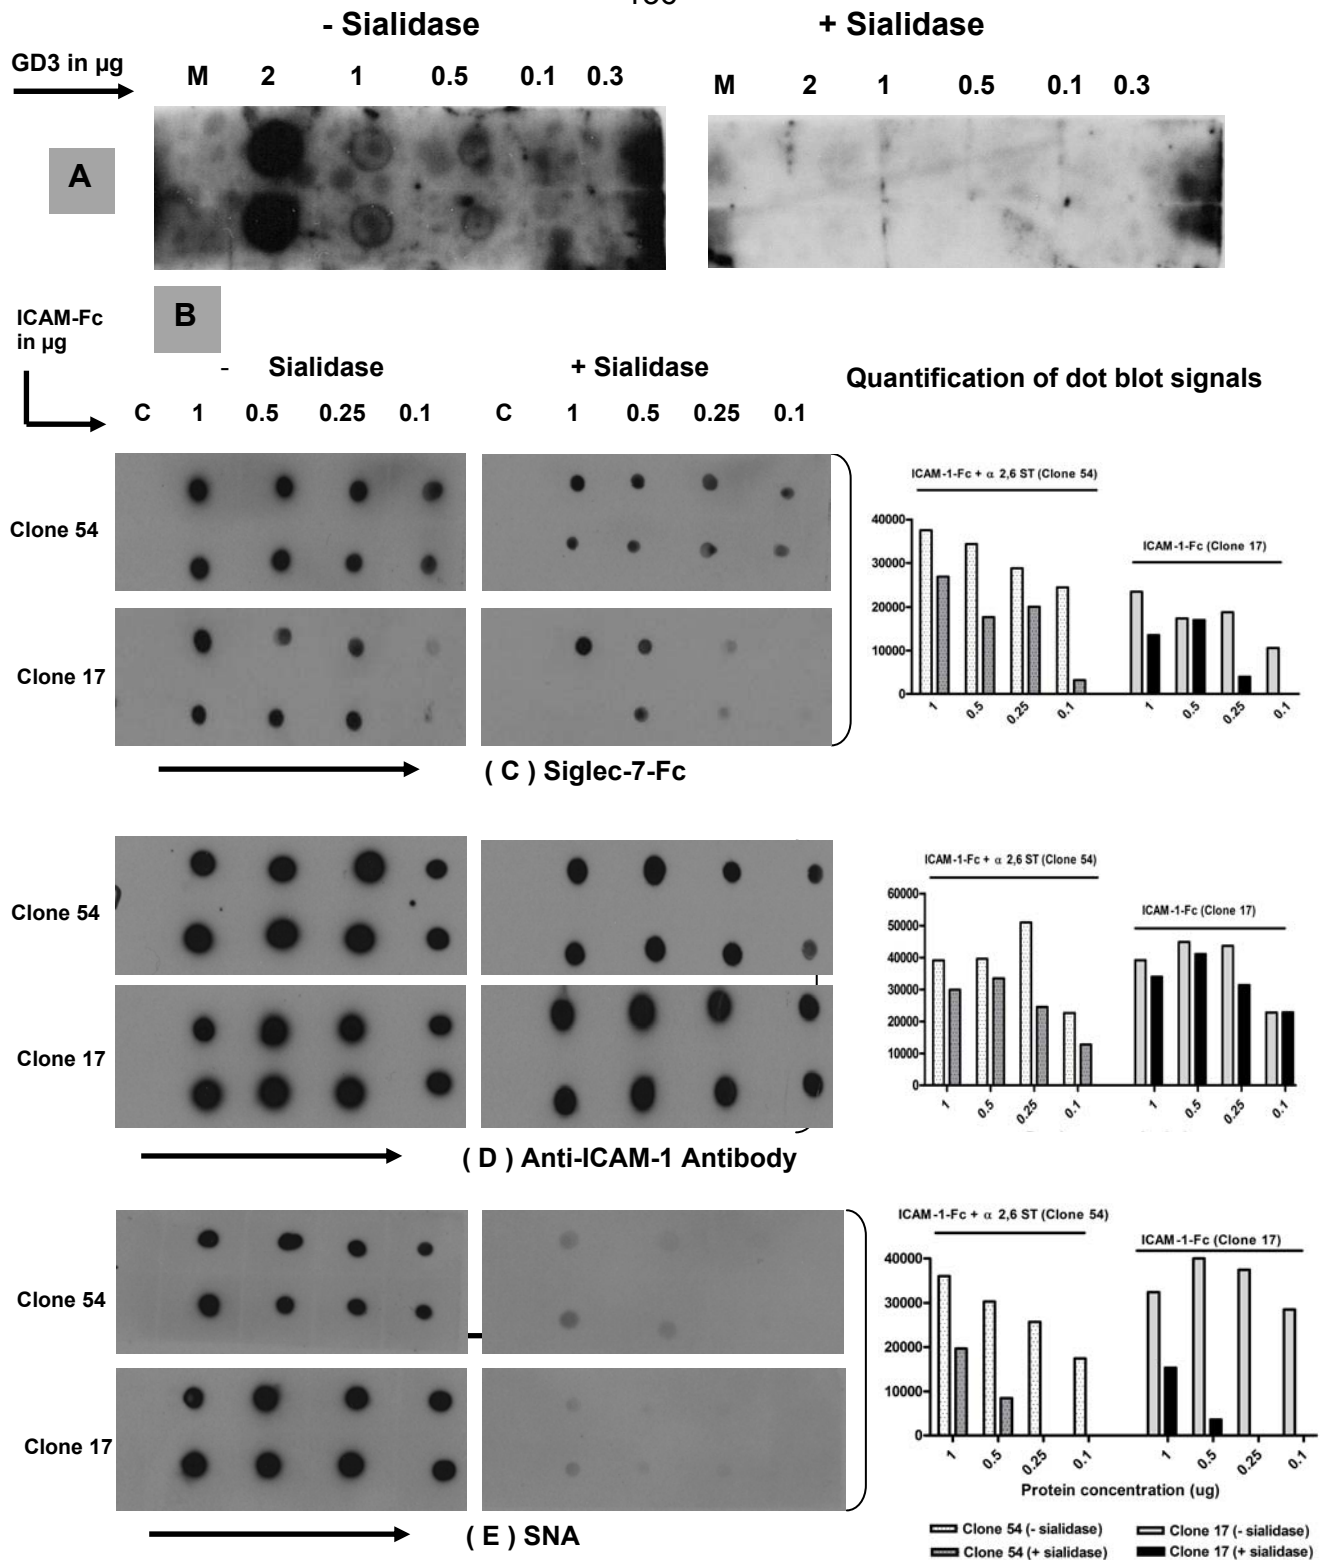 - Sialidase
+ Sialidase
GD3 in µg
M 2 1 0.5 0.1 0.3
M 2 1 0.5 0.1 0.3
A
B
ICAM-Fc
in µg
- Sialidase
+ Sialidase
Quantification of dot blot signals
C 1 0.5 0.25 0.1
C 1 0.5 0.25 0.1
Clone 54
Clone 17
ICAM-1-Fc + α 2,6 ST (Clone 54)
ICAM-1-Fc (Clone 17)
40000
30000
20000
10000
0
1 0.5 0.25 0.1
1 0.5 0.25 0.1
( C ) Siglec-7-Fc
Clone 54
Clone 17
ICAM-1-Fc + α 2,6 ST (Clone 54)
ICAM-1-Fc (Clone 17)
60000
50000
40000
30000
20000
10000
0
1 0.5 0.25 0.1
1 0.5 0.25 0.1
( D ) Anti-ICAM-1 Antibody
Clone 54
Clone 17
ICAM-1-Fc + α 2,6 ST (Clone 54)
ICAM-1-Fc (Clone 17)
40000
30000
20000
10000
0
1 0.5 0.25 0.1
1 0.5 0.25 0.1
Protein concentration (ug)
( E ) SNA
Clone 54 (- sialidase)
Clone 17 (- sialidase)
Clone 54 (+ sialidase)
Clone 17 (+ sialidase)